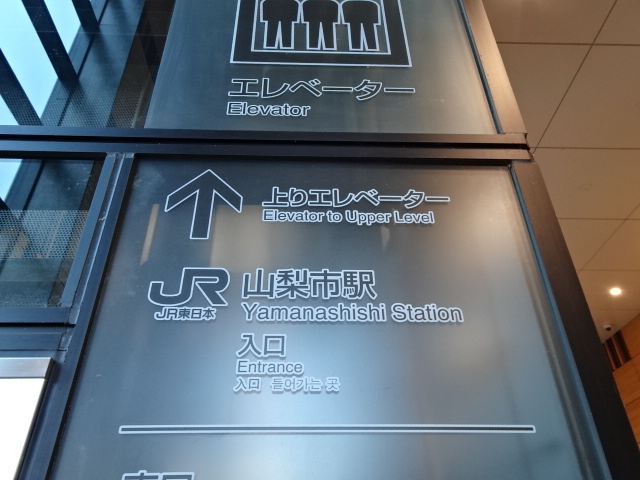 エレベーター
Elevator
上りエレベーター
Elevator to Upper Level
JR 山梨市駅
JR東日本 Yamanashishi Station
入口
Entrance
入口 들어가는 곳